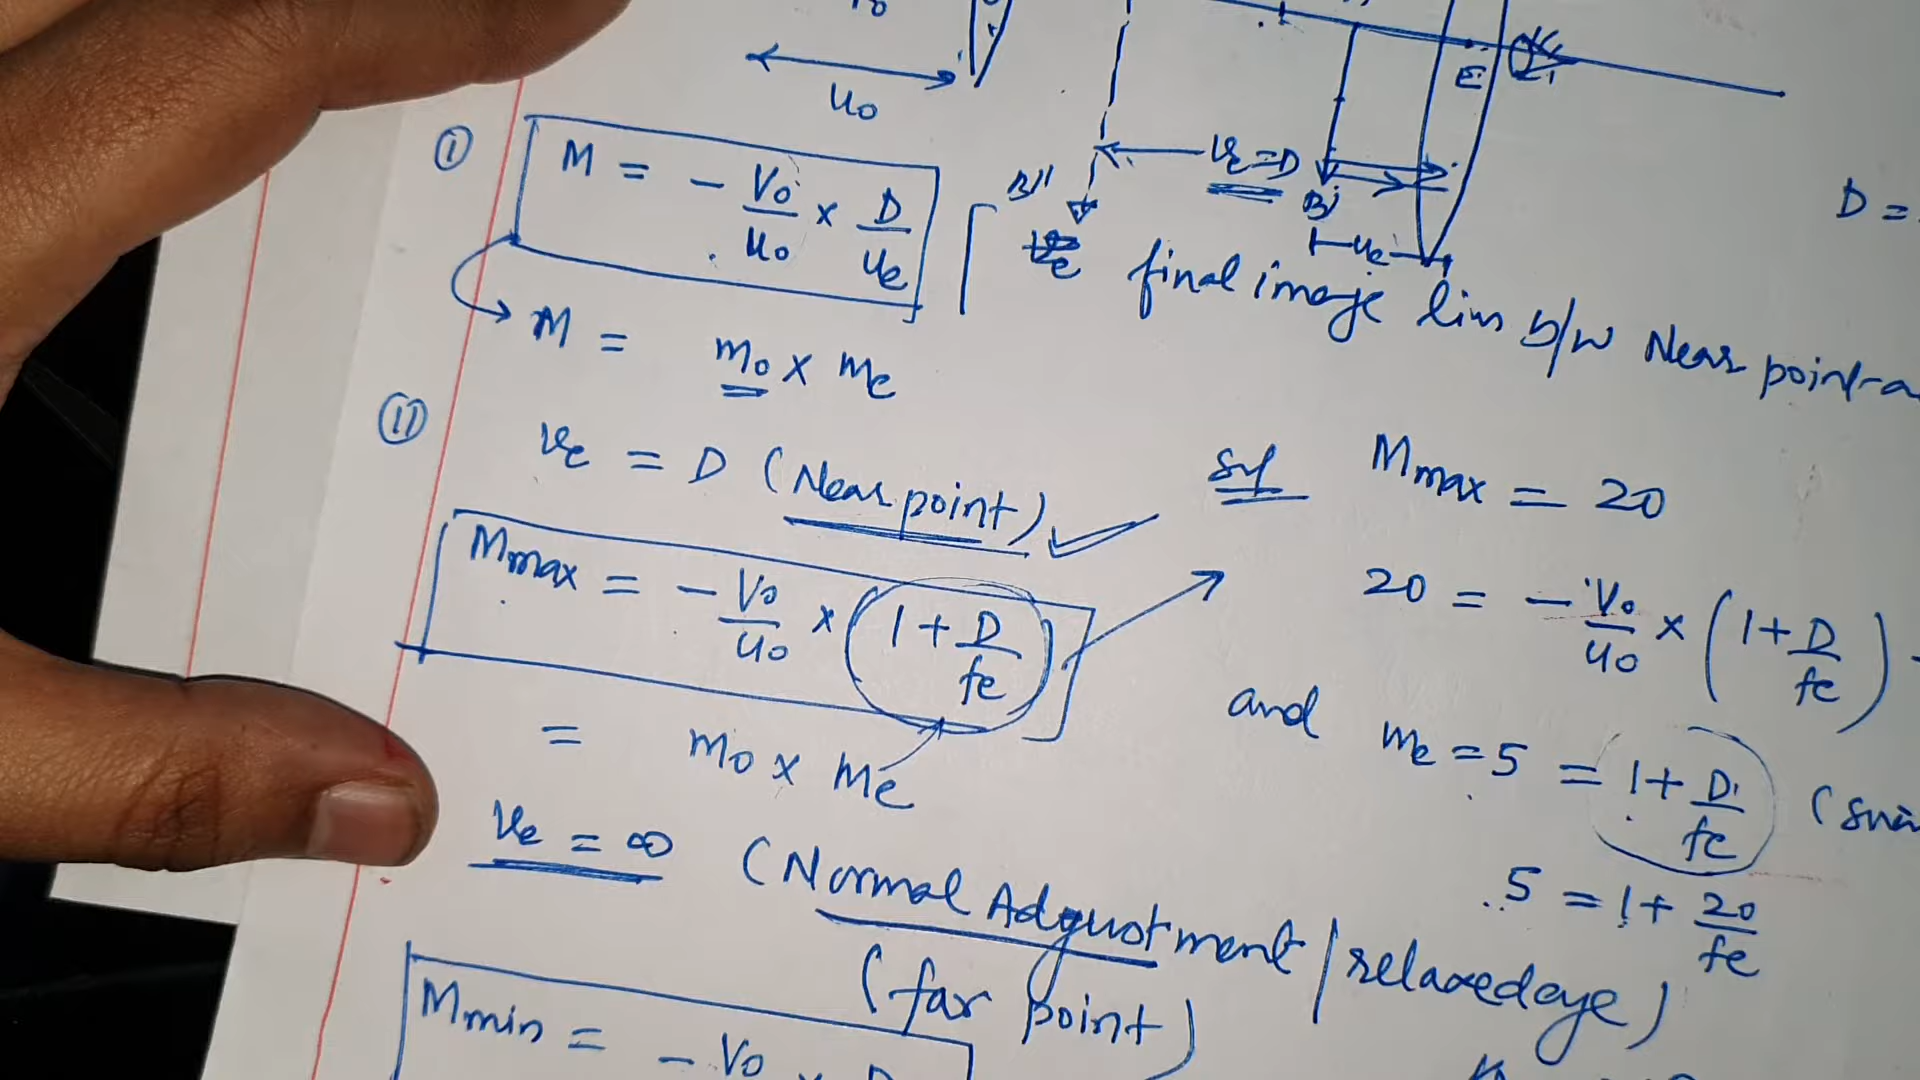 u₀
E
① M = - V₀/u₀ × D/uₑ
vₑ = D
B''
B'
uₑ
D =
final image lies b/w Near point
→ M = m₀ × mₑ
② vₑ = D (Near point)
Sol Mmax = 20
Mmax = - V₀/u₀ × (1 + D/fe)
20 = - V₀/u₀ × (1 + D/fe)
= m₀ × mₑ
and mₑ = 5 = 1 + D/fe
vₑ = ∞ (Normal Adjustment / relaxed eye)
5 = 1 + 20/fe
(far point)
Mmin = - V₀